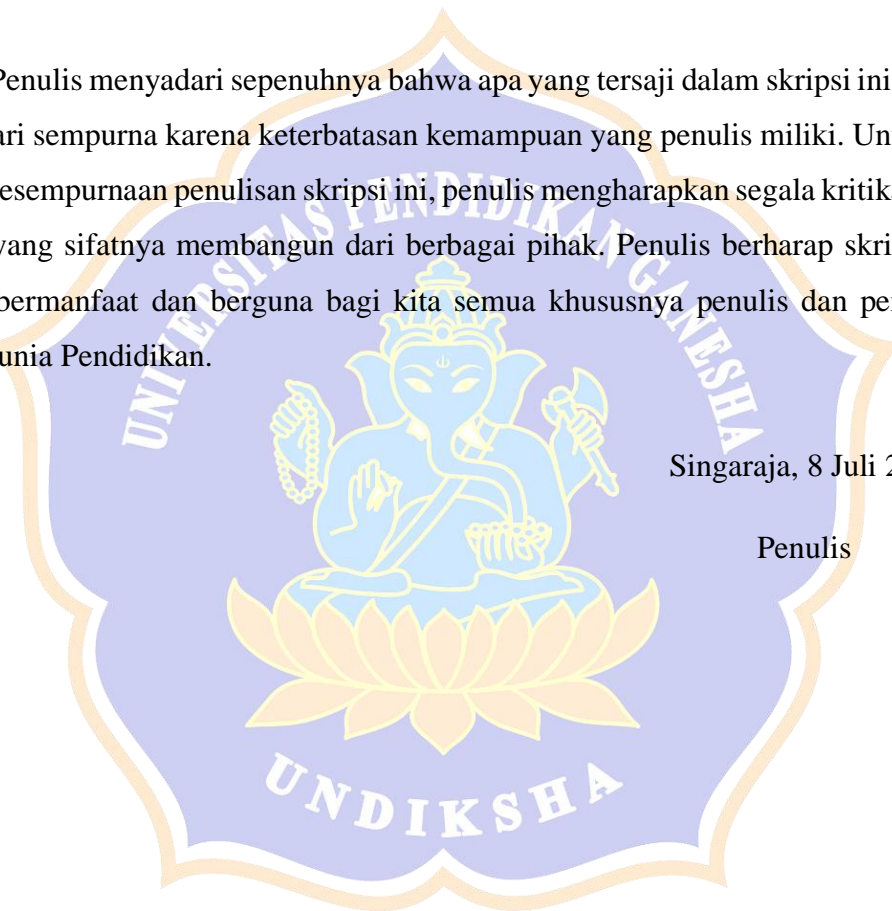 Penulis menyadari sepenuhnya bahwa apa yang tersaji dalam skripsi ini
ari sempurna karena keterbatasan kemampuan yang penulis miliki. Un
esempurnaan penulisan skripsi ini, penulis mengharapkan segala kritik
yang sifatnya membangun dari berbagai pihak. Penulis berharap skri
bermanfaat dan berguna bagi kita semua khususnya penulis dan pe
unia Pendidikan.
UNIVERSITAS PENDIDIKAN GANESHA
Singaraja, 8 Juli 2
Penulis
UNDIKSHA